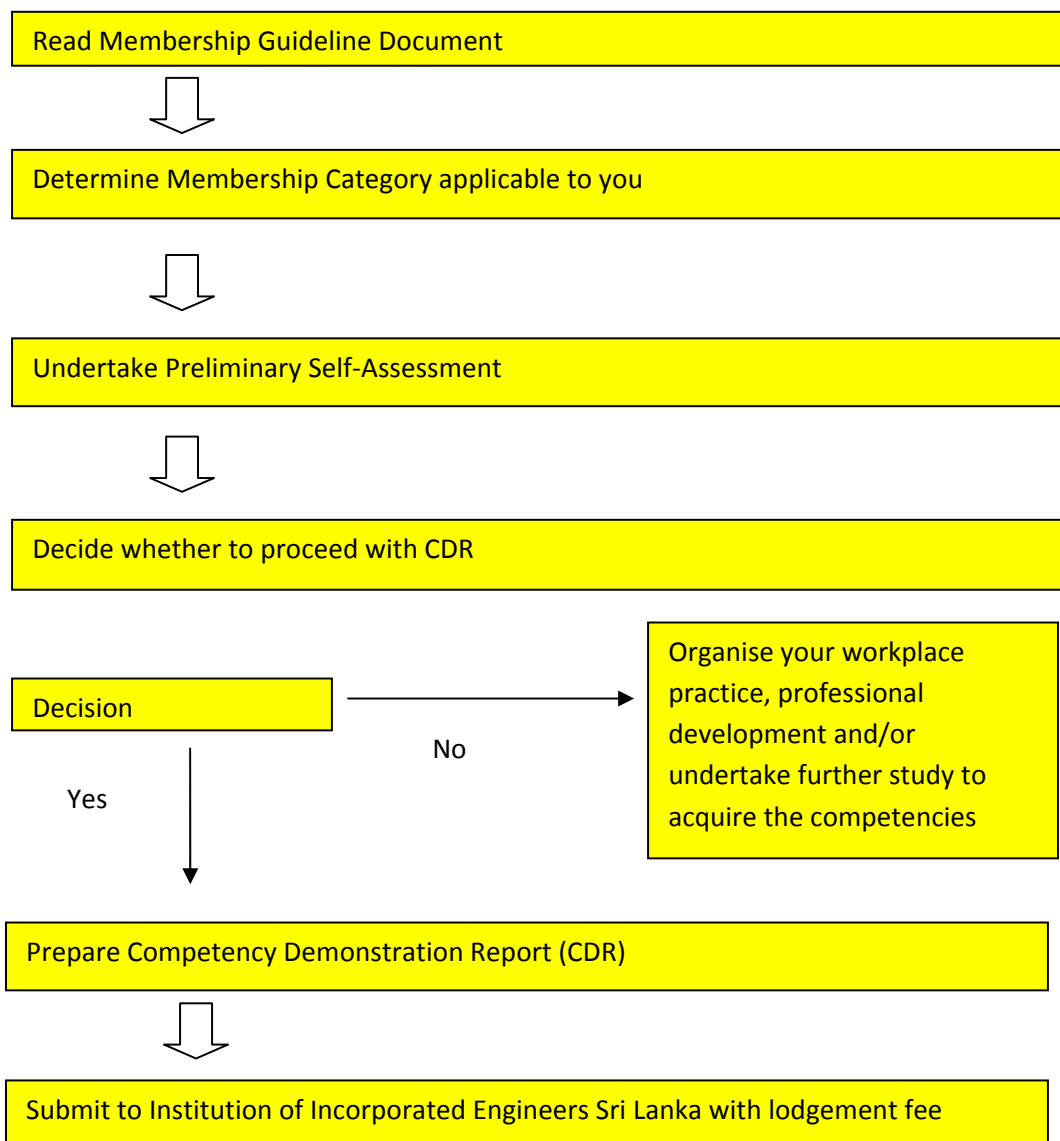 Read Membership Guideline Document
Determine Membership Category applicable to you
Undertake Preliminary Self-Assessment
Decide whether to proceed with CDR
Decision
No
Yes
Organise your workplace
practice, professional
development and/or
undertake further study to
acquire the competencies
Prepare Competency Demonstration Report (CDR)
Submit to Institution of Incorporated Engineers Sri Lanka with lodgement fee